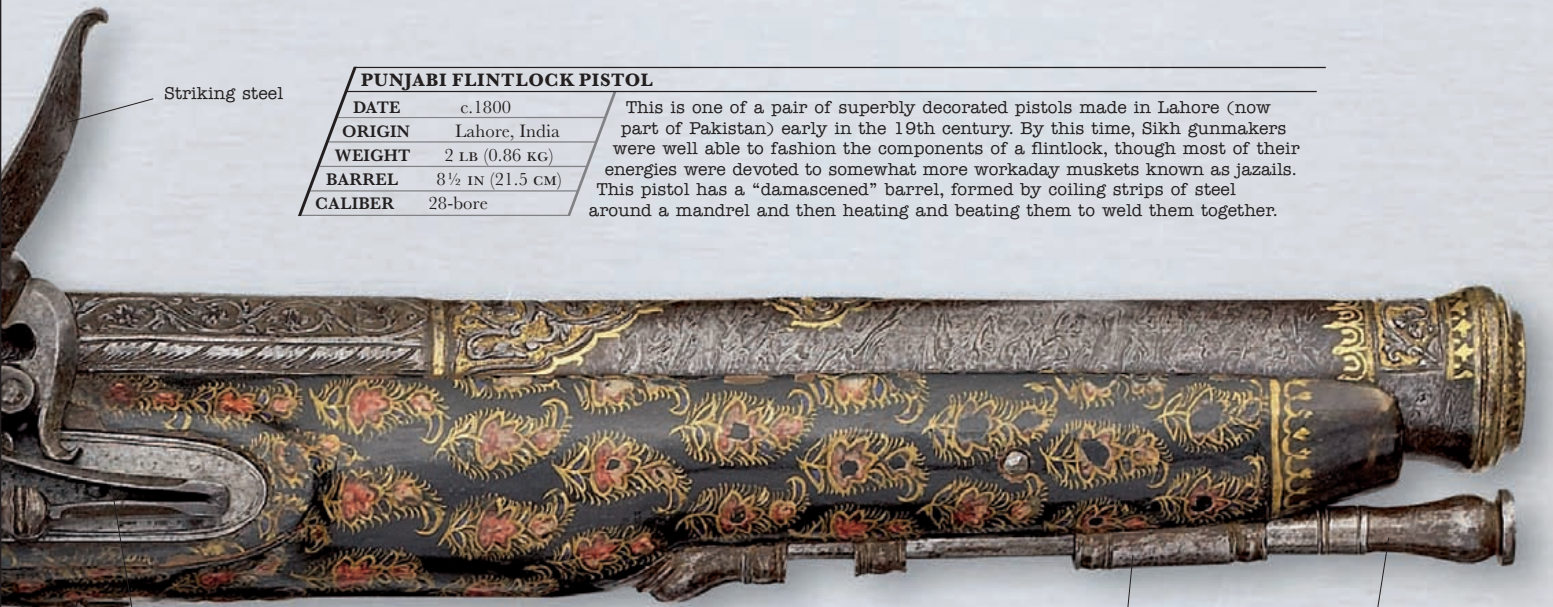 Striking steel
PUNJABI FLINTLOCK PISTOL
DATE c.1800
ORIGIN Lahore, India
WEIGHT 2 LB (0.86 KG)
BARREL 8½ IN (21.5 CM)
CALIBER 28-bore
This is one of a pair of superbly decorated pistols made in Lahore (now
part of Pakistan) early in the 19th century. By this time, Sikh gunmakers
were well able to fashion the components of a flintlock, though most of their
energies were devoted to somewhat more workaday muskets known as jazails.
This pistol has a “damascened” barrel, formed by coiling strips of steel
around a mandrel and then heating and beating them to weld them together.